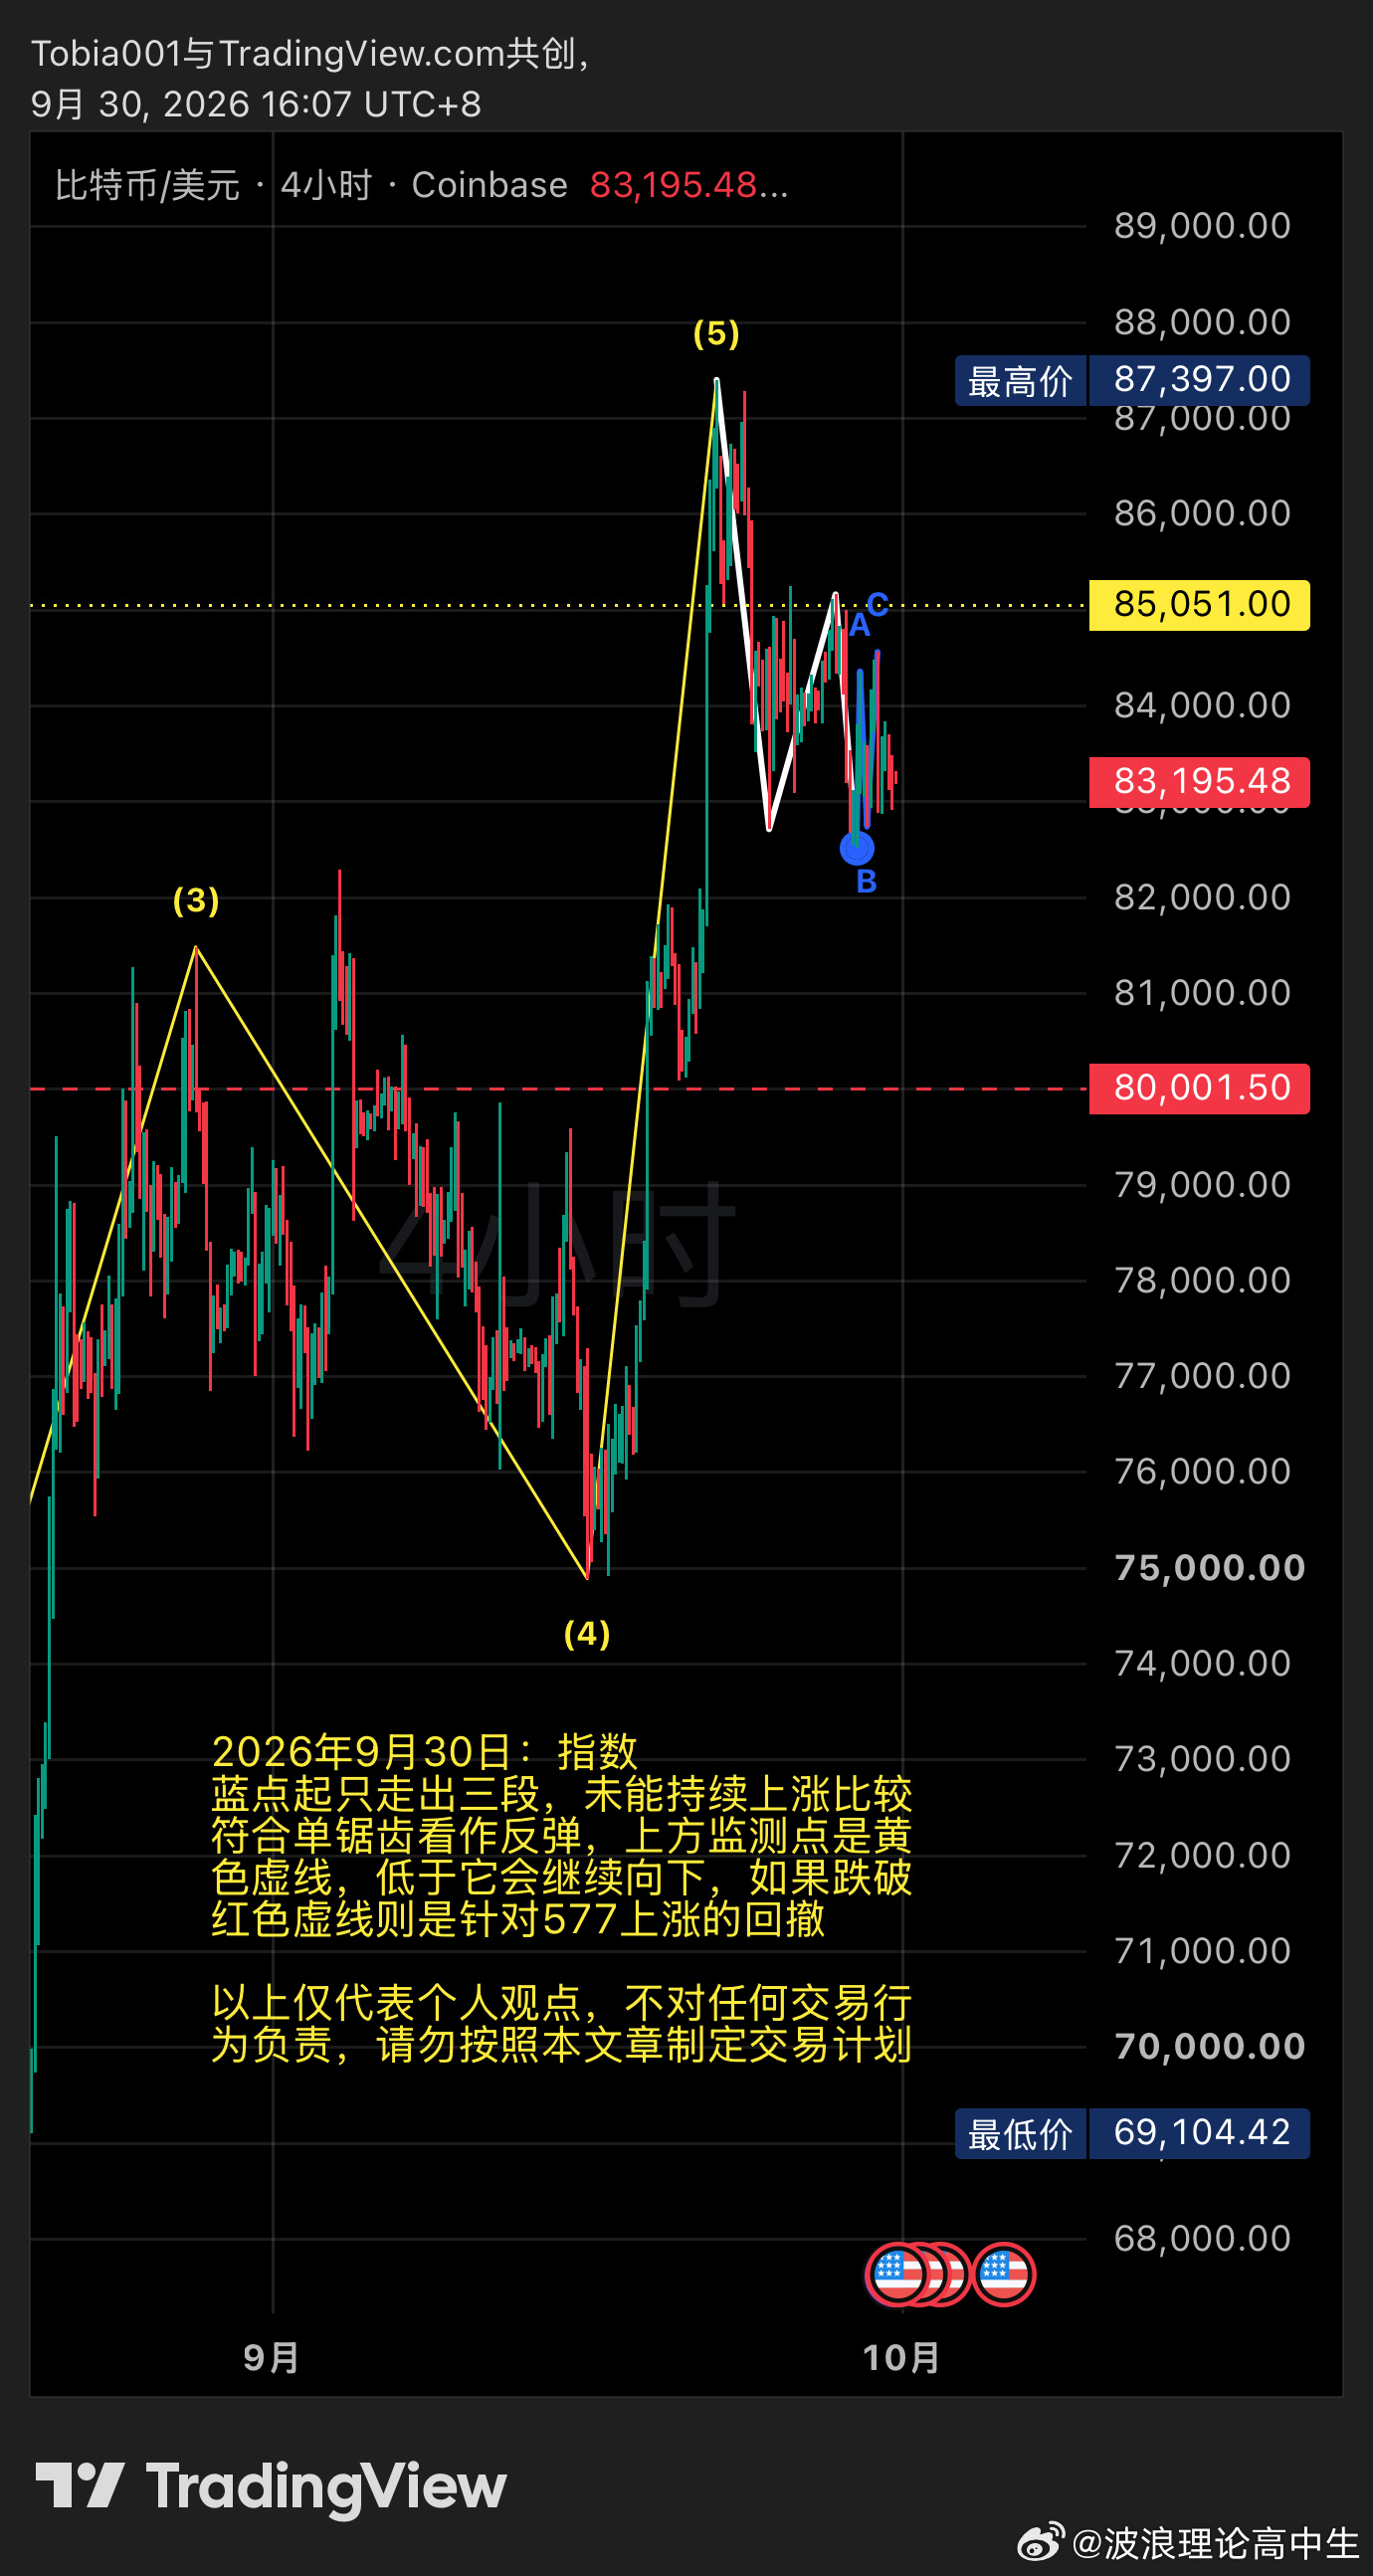 Tobia001与TradingView.com共创，
9月 30, 2026 16:07 UTC+8
比特币/美元 · 4小时 · Coinbase 83,195.48...
89,000.00
(5)
88,000.00
最高价 87,397.00
87,000.00
86,000.00
C
85,051.00
A
84,000.00
83,195.48
83,000.00
B
(3)
82,000.00
81,000.00
80,001.50
79,000.00
4小时
78,000.00
77,000.00
76,000.00
75,000.00
(4)
74,000.00
2026年9月30日：指数
73,000.00
蓝点起只走出三段，未能持续上涨比较
符合单锯齿看作反弹，上方监测点是黄
72,000.00
色虚线，低于它会继续向下，如果跌破
红色虚线则是针对577上涨的回撤
71,000.00
以上仅代表个人观点，不对任何交易行
为负责，请勿按照本文章制定交易计划
70,000.00
最低价 69,104.42
68,000.00
9月 10月
TradingView
@波浪理论高中生